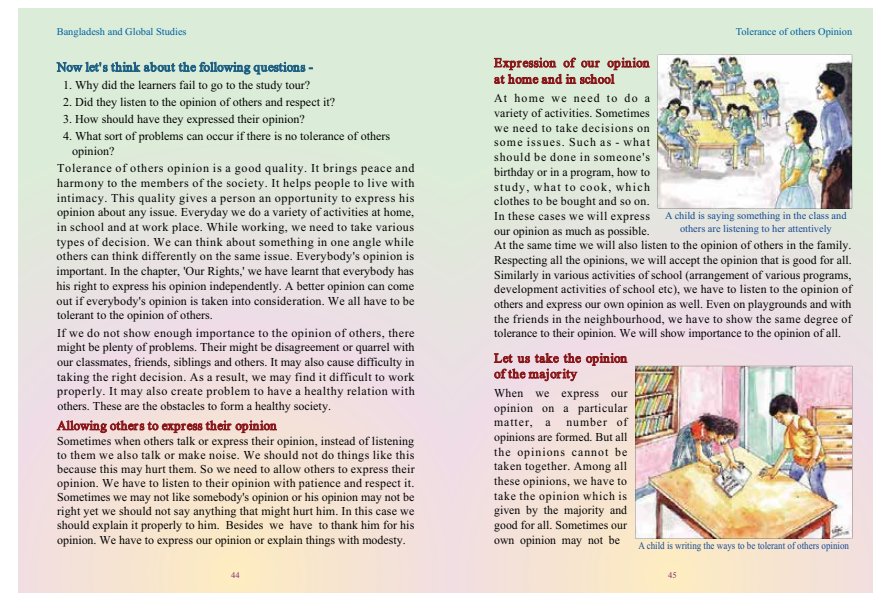 Bangladesh and Global Studies
Now let's think about the following questions -
1. Why did the learners fail to go to the study tour?
2. Did they listen to the opinion of others and respect it?
3. How should have they expressed their opinion?
4. What sort of problems can occur if there is no tolerance of others
opinion?
Tolerance of others opinion is a good quality. It brings peace and
harmony to the members of the society. It helps people to live with
intimacy. This quality gives a person an opportunity to express his
opinion about any issue. Everyday we do a variety of activities at home,
in school and at work place. While working, we need to take various
types of decision. We can think about something in one angle while
others can think differently on the same issue. Everybody's opinion is
important. In the chapter, 'Our Rights,' we have learnt that everybody has
his right to express his opinion independently. A better opinion can come
out if everybody's opinion is taken into consideration. We all have to be
tolerant to the opinion of others.
If we do not show enough importance to the opinion of others, there
might be plenty of problems. Their might be disagreement or quarrel with
our classmates, friends, siblings and others. It may also cause difficulty in
taking the right decision. As a result, we may find it difficult to work
properly. It may also create problem to have a healthy relation with
others. These are the obstacles to form a healthy society.
Allowing others to express their opinion
Sometimes when others talk or express their opinion, instead of listening
to them we also talk or make noise. We should not do things like this
because this may hurt them. So we need to allow others to express their
opinion. We have to listen to their opinion with patience and respect it.
Sometimes we may not like somebody's opinion or his opinion may not be
right yet we should not say anything that might hurt him. In this case we
should explain it properly to him. Besides we have to thank him for his
opinion. We have to express our opinion or explain things with modesty.
44
Tolerance of others Opinion
Expression of our opinion
at home and in school
At home we need to do a
variety of activities. Sometimes
we need to take decisions on
some issues. Such as - what
should be done in someone's
birthday or in a program, how to
study, what to cook, which
clothes to be bought and so on.
In these cases we will express
our opinion as much as possible.
A child is saying something in the class and
others are listening to her attentively
At the same time we will also listen to the opinion of others in the family.
Respecting all the opinions, we will accept the opinion that is good for all.
Similarly in various activities of school (arrangement of various programs,
development activities of school etc), we have to listen to the opinion of
others and express our own opinion as well. Even on playgrounds and with
the friends in the neighbourhood, we have to show the same degree of
tolerance to their opinion. We will show importance to the opinion of all.
Let us take the opinion
of the majority
When we express our
opinion on a particular
matter, a number of
opinions are formed. But all
the opinions cannot be
taken together. Among all
these opinions, we have to
take the opinion which is
given by the majority and
good for all. Sometimes our
own opinion may not be
A child is writing the ways to be tolerant of others opinion
45